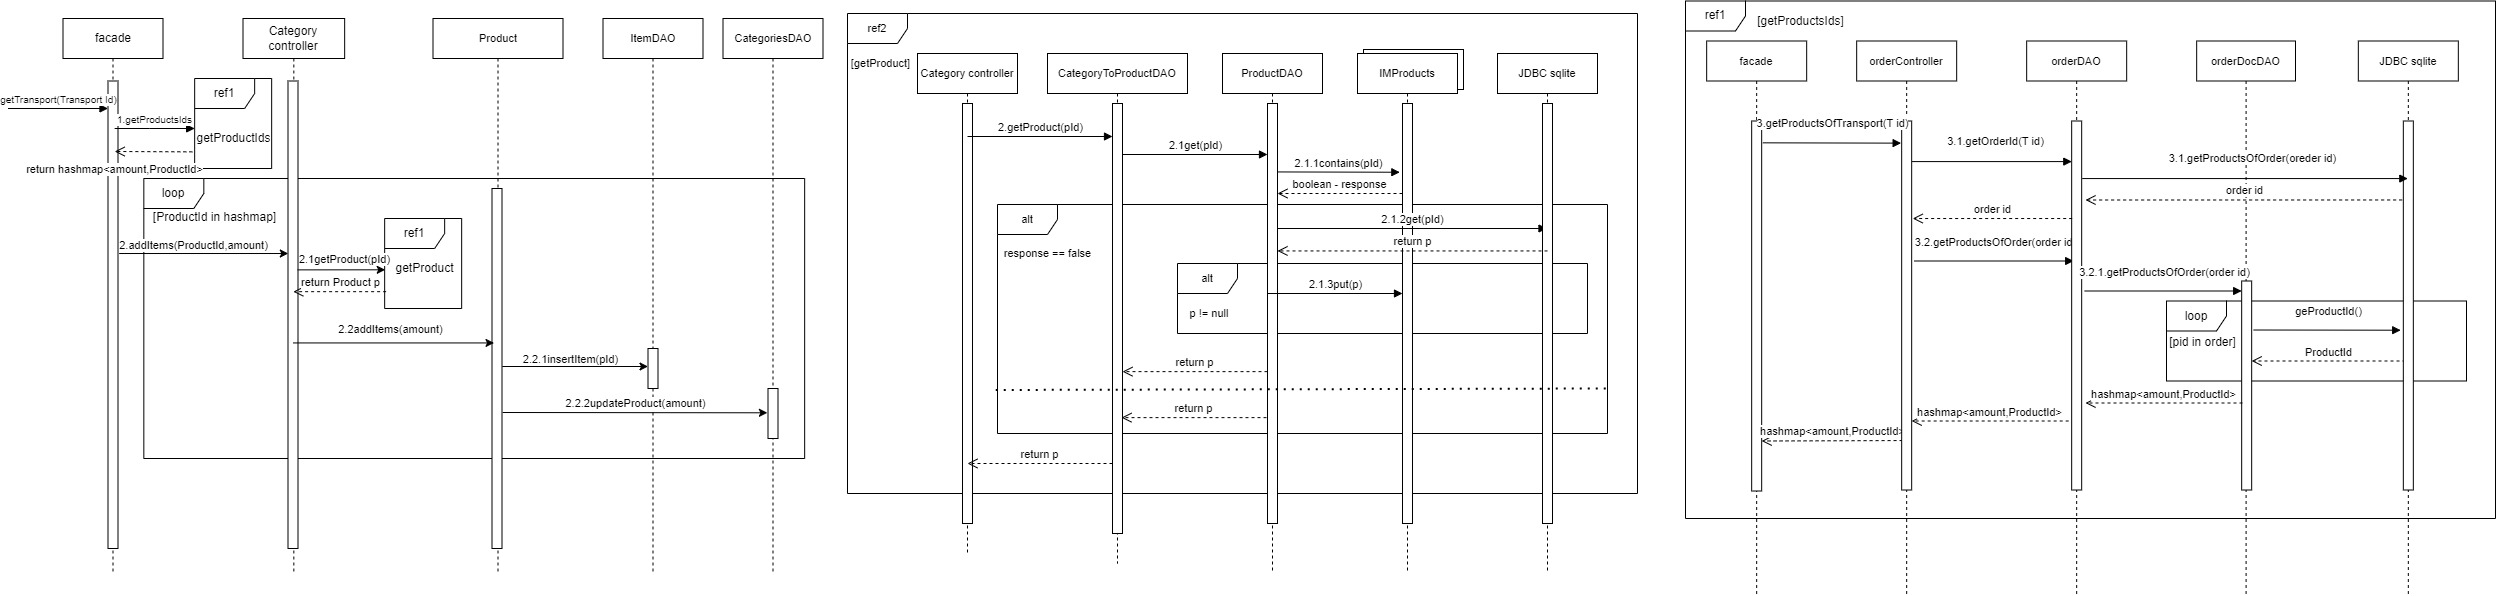 facade
Category
controller
Product
ItemDAO
CategoriesDAO
getTransport(Transport Id)
ref1
1.getProductsIds
getProductIds
return hashmap<amount,ProductId>
loop
[ProductId in hashmap]
ref1
2.addItems(ProductId,amount)
2.1getProduct(pId)
getProduct
return Product p
2.2addItems(amount)
2.2.1insertItem(pId)
2.2.2updateProduct(amount)
ref2
[getProduct]
Category controller
CategoryToProductDAO
ProductDAO
IMProducts
JDBC sqlite
2.getProduct(pId)
2.1get(pId)
2.1.1contains(pId)
boolean - response
alt
2.1.2get(pId)
return p
response == false
alt
2.1.3put(p)
p != null
return p
return p
return p
ref1
[getProductsIds]
facade
orderController
orderDAO
orderDocDAO
JDBC sqlite
3.getProductsOfTransport(T id)
3.1.getOrderId(T id)
3.1.getProductsOfOrder(oreder id)
order id
order id
3.2.getProductsOfOrder(order id
3.2.1.getProductsOfOrder(order id)
loop
geProductId()
[pid in order]
ProductId
hashmap<amount,ProductId>
hashmap<amount,ProductId>
hashmap<amount,ProductId>